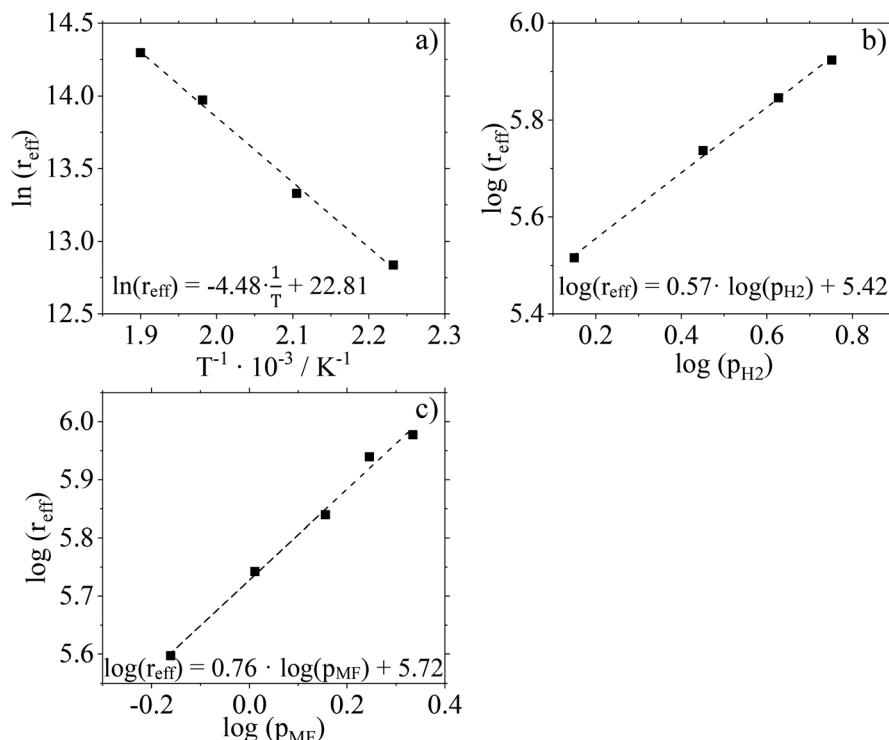 a)
14.5
14.0
13.5
13.0
12.5
ln (r_eff)
ln(r_eff) = -4.48·1/T + 22.81
1.9 2.0 2.1 2.2 2.3
T⁻¹ · 10⁻³ / K⁻¹
b)
6.0
5.8
5.6
5.4
log (r_eff)
log(r_eff) = 0.57· log(p_H2) + 5.42
0.2 0.4 0.6 0.8
log (p_H2)
c)
6.0
5.9
5.8
5.7
5.6
log (r_eff)
log(r_eff) = 0.76 · log(p_MF) + 5.72
-0.2 0.0 0.2 0.4
log (p_MF)